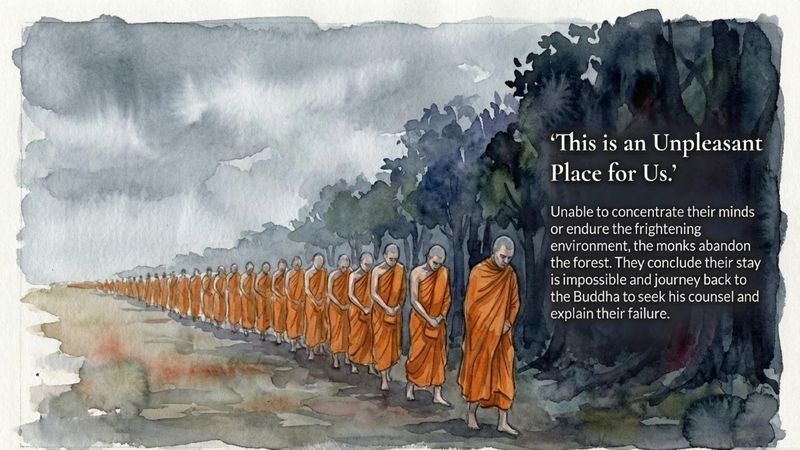 ‘This is an Unpleasant
Place for Us.’
Unable to concentrate their minds
or endure the frightening
environment, the monks abandon
the forest. They conclude their stay
is impossible and journey back to
the Buddha to seek his counsel and
explain their failure.